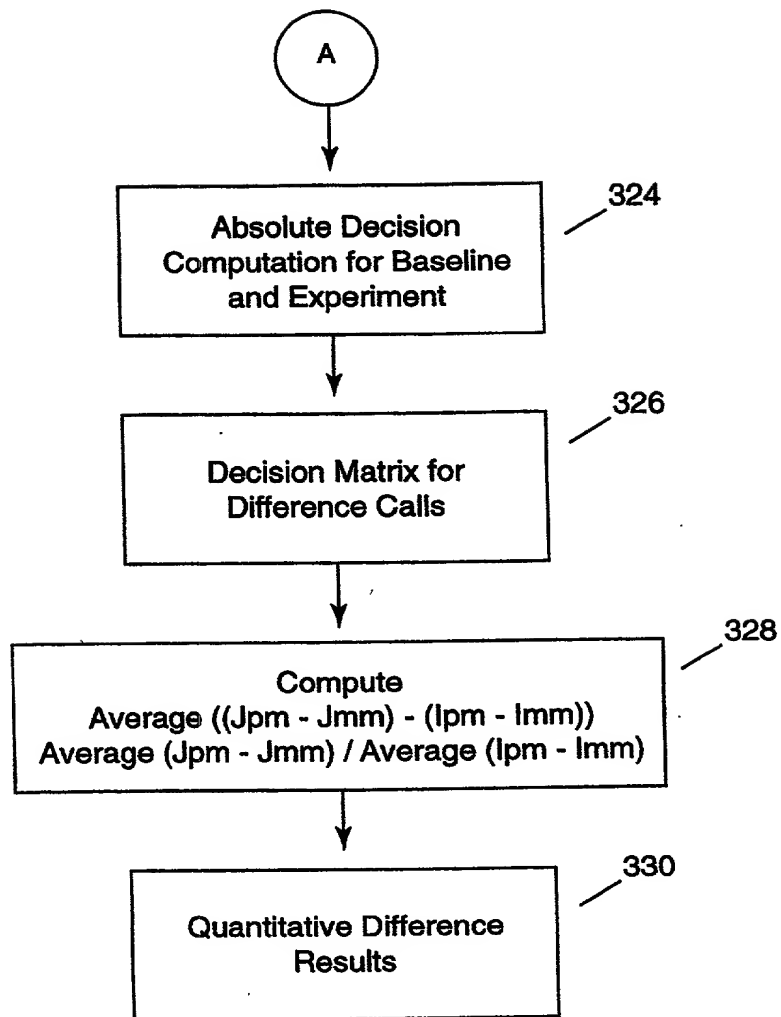 A
324
Absolute Decision
Computation for Baseline
and Experiment
326
Decision Matrix for
Difference Calls
328
Compute
Average ((Jpm - Jmm) - (Ipm - Imm))
Average (Jpm - Jmm) / Average (Ipm - Imm)
330
Quantitative Difference
Results